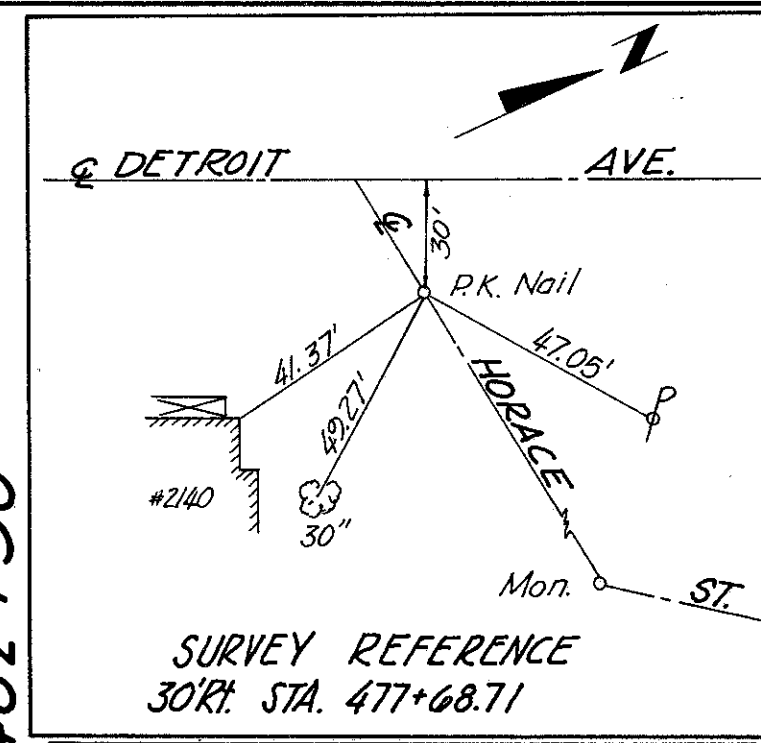 N
℄ DETROIT AVE.
℄
30'
P.K. Nail
41.37'
49.27'
47.05'
HORACE
P
#2140
30"
Mon.
ST.
SURVEY REFERENCE
30'Rt. STA. 477+68.71